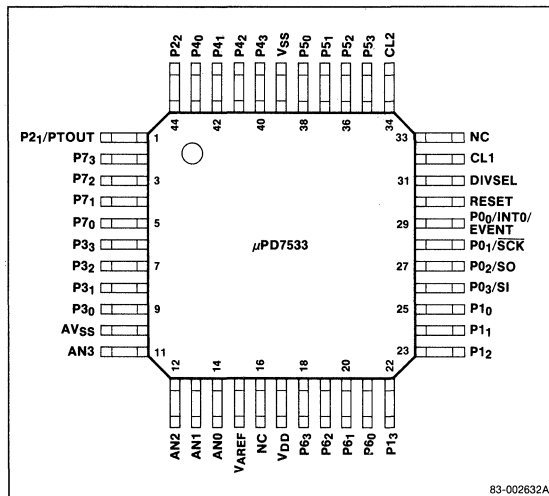 P2₂ P4₀ P4₁ P4₂ P4₃ VSS P5₀ P5₁ P5₂ P5₃ CL2
44 42 40 38 36 34
P2₁/PTOUT 1 33 NC
P7₃ CL1
P7₂ 3 31 DIVSEL
P7₁ RESET
P7₀ 5 29 P0₀/INT0/
EVENT
P3₃ P0₁/S̅C̅K̅
P3₂ 7 27 P0₂/SO
P3₁ P0₃/SI
P3₀ 9 25 P1₀
AVSS P1₁
AN3 11 23 P1₂
µPD7533
12 14 16 18 20 22
AN2 AN1 AN0 VAREF NC VDD P6₃ P6₂ P6₁ P6₀ P1₃
83-002632A